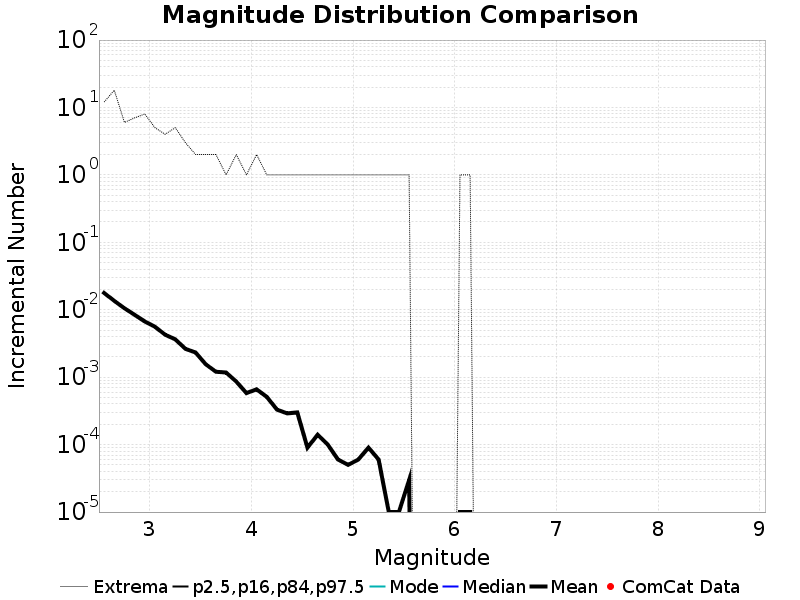 Magnitude Distribution Comparison
Incremental Number
10^2
10^1
10^0
10^-1
10^-2
10^-3
10^-4
10^-5
3 4 5 6 7 8 9
Magnitude
Extrema p2.5,p16,p84,p97.5 Mode Median Mean ComCat Data